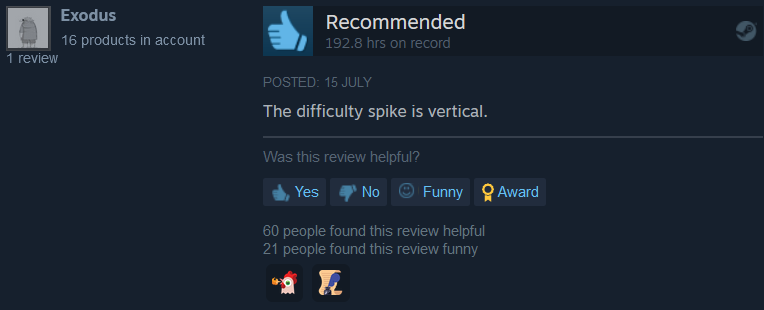 Exodus
16 products in account
1 review
Recommended
192.8 hrs on record
POSTED: 15 JULY
The difficulty spike is vertical.
Was this review helpful?
Yes No Funny Award
60 people found this review helpful
21 people found this review funny